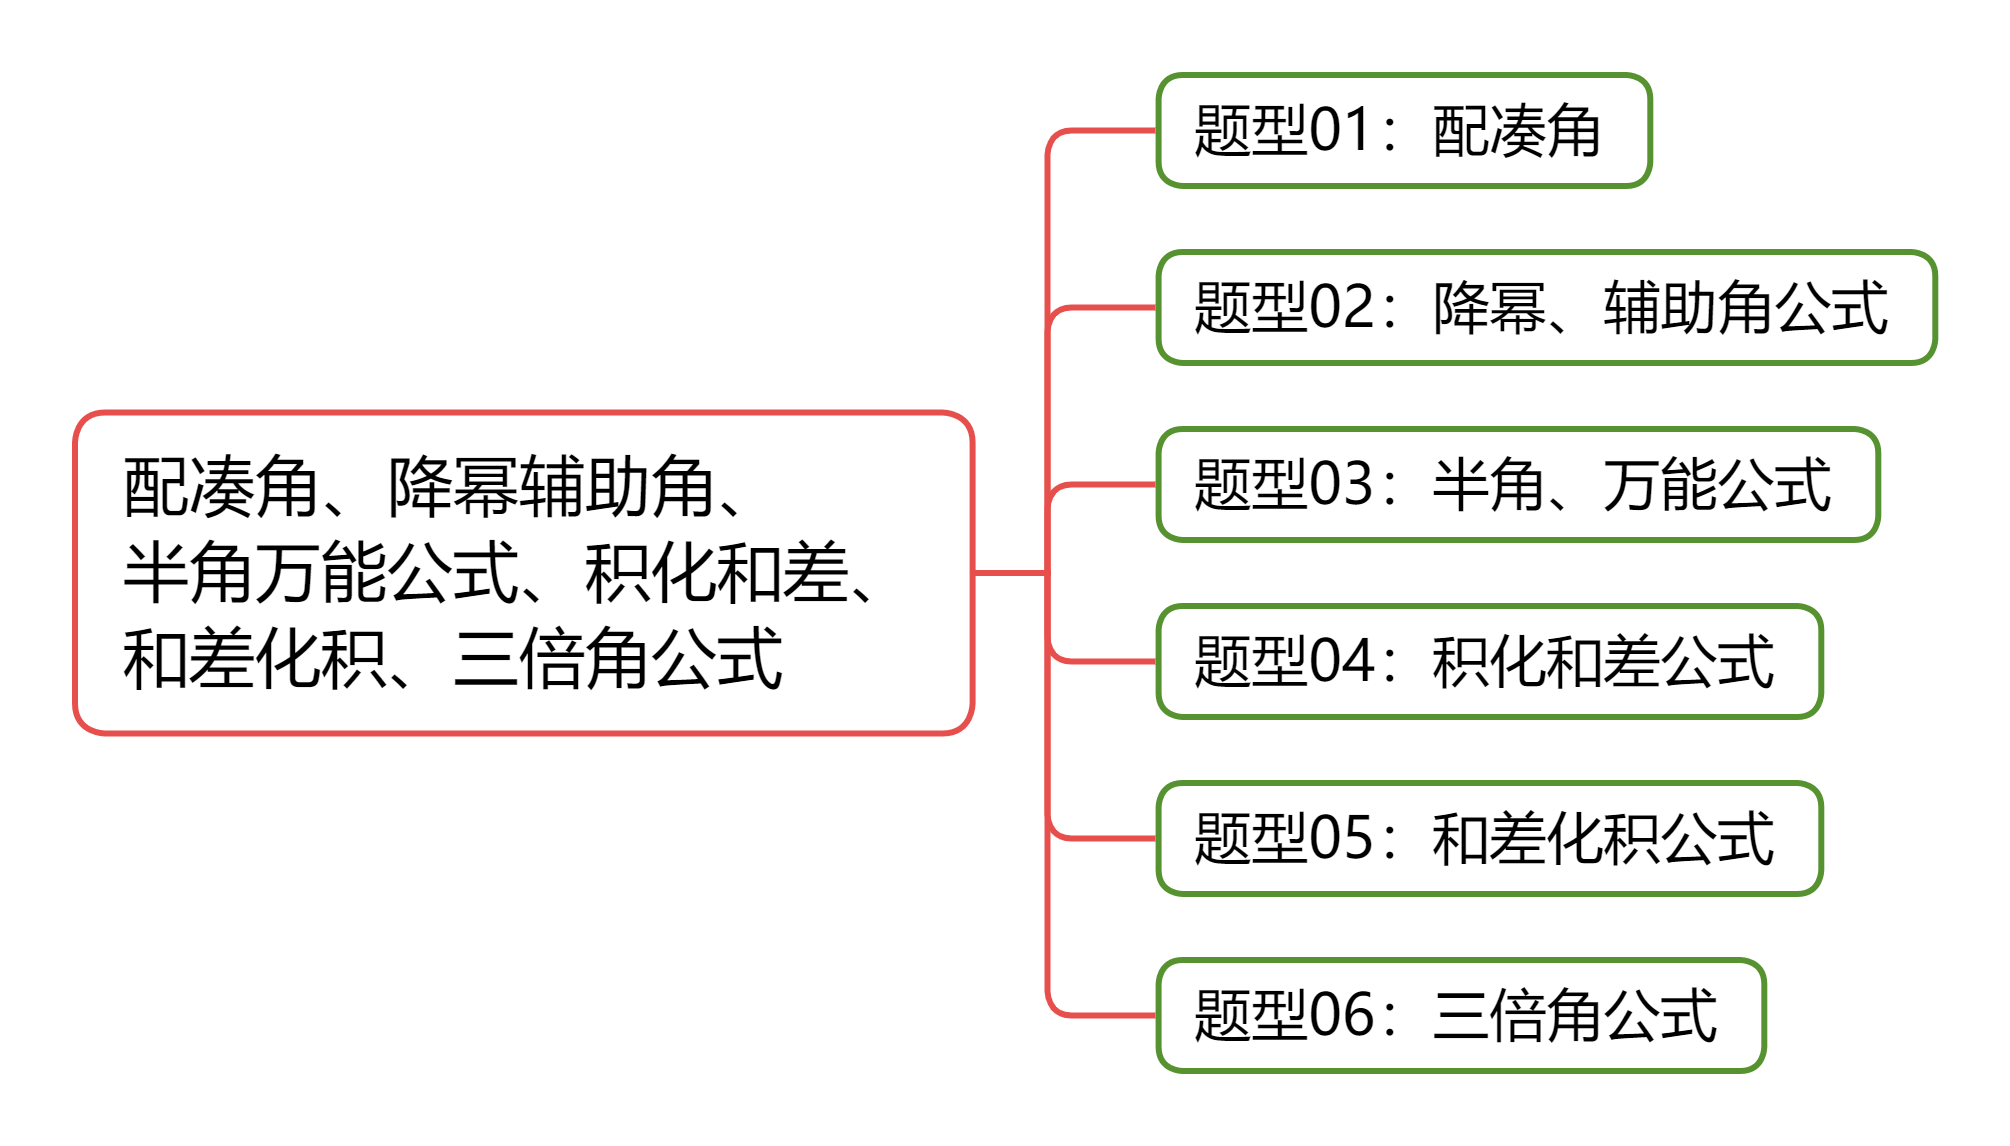 配凑角、降幂辅助角、
半角万能公式、积化和差、
和差化积、三倍角公式
题型01：配凑角
题型02：降幂、辅助角公式
题型03：半角、万能公式
题型04：积化和差公式
题型05：和差化积公式
题型06：三倍角公式